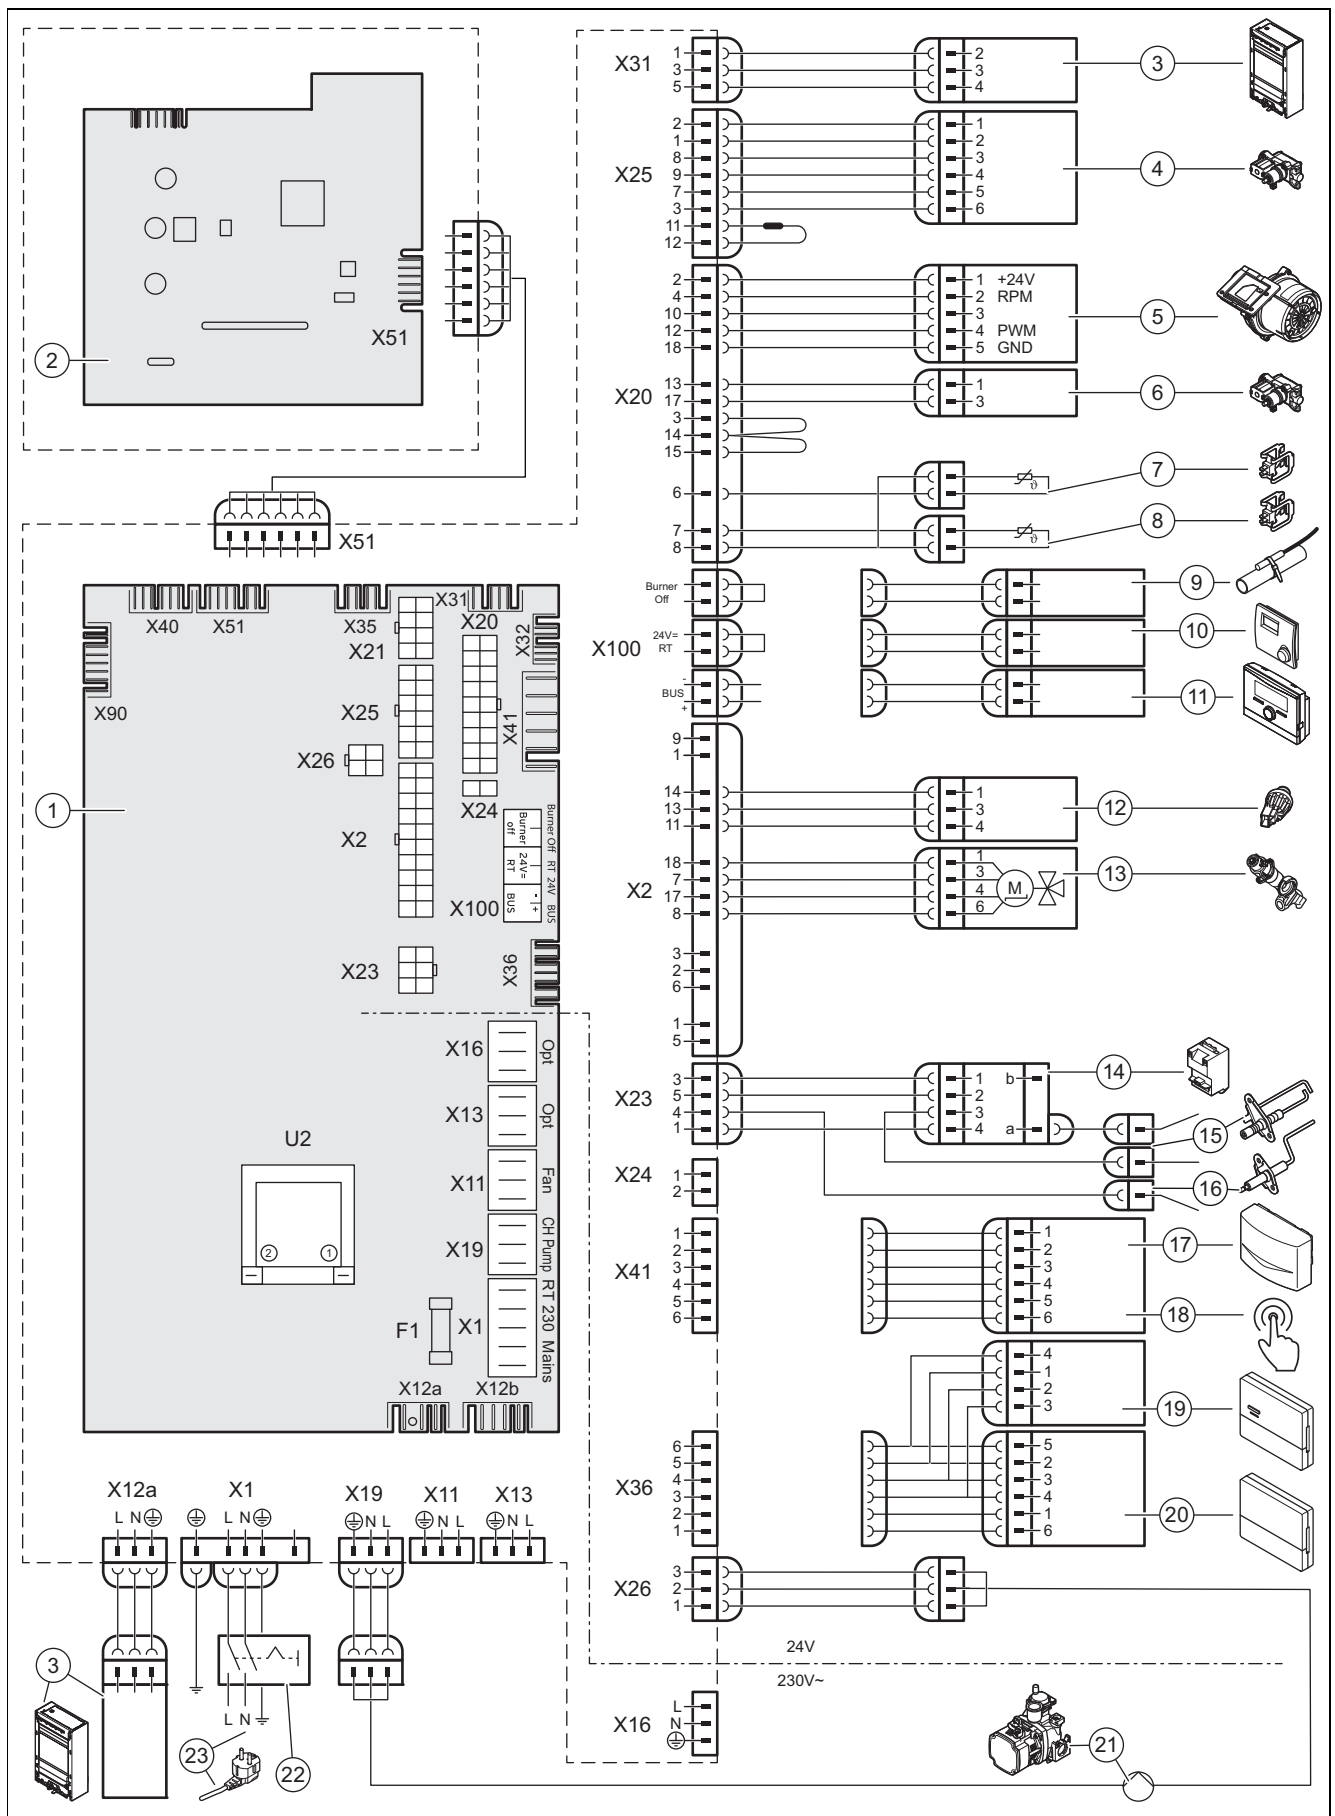 X31
1
3
5
2
3
4
3
X25
2
1
8
9
7
3
11
12
1
2
3
4
5
6
4
X51
2
X20
2
4
10
12
18
13
17
3
14
15
6
7
8
1 +24V
2 RPM
3
4 PWM
5 GND
5
1
3
6
ϑ
7
ϑ
8
X51
X100
Burner
Off
24V=
RT
-
BUS
+
9
10
11
X40
X51
X35
X31
X20
X32
X21
X90
X25
X41
X26
X24
1
X2
Burner
off
24V=
RT
BUS
- +
Burner Off RT 24V BUS
X100
X23
X36
X16
Opt
X13
Opt
X11
Fan
X19
CH Pump
X1
RT 230 Mains
U2
2
1
F1
X12a
X12b
X2
9
1
14
13
11
18
7
17
8
3
2
6
1
5
1
3
4
12
1
3
4
6
M
13
X23
3
5
4
1
1
2
3
4
b
a
14
15
16
X24
1
2
X41
1
2
3
4
5
6
1
2
3
4
5
6
17
18
4
1
2
3
19
X36
6
5
4
3
2
1
5
2
3
4
1
6
20
X26
3
2
1
24V
230V~
X16
L
N
21
X12a
L N
X1
L N
X19
N L
X11
N L
X13
N L
3
L N
23
22